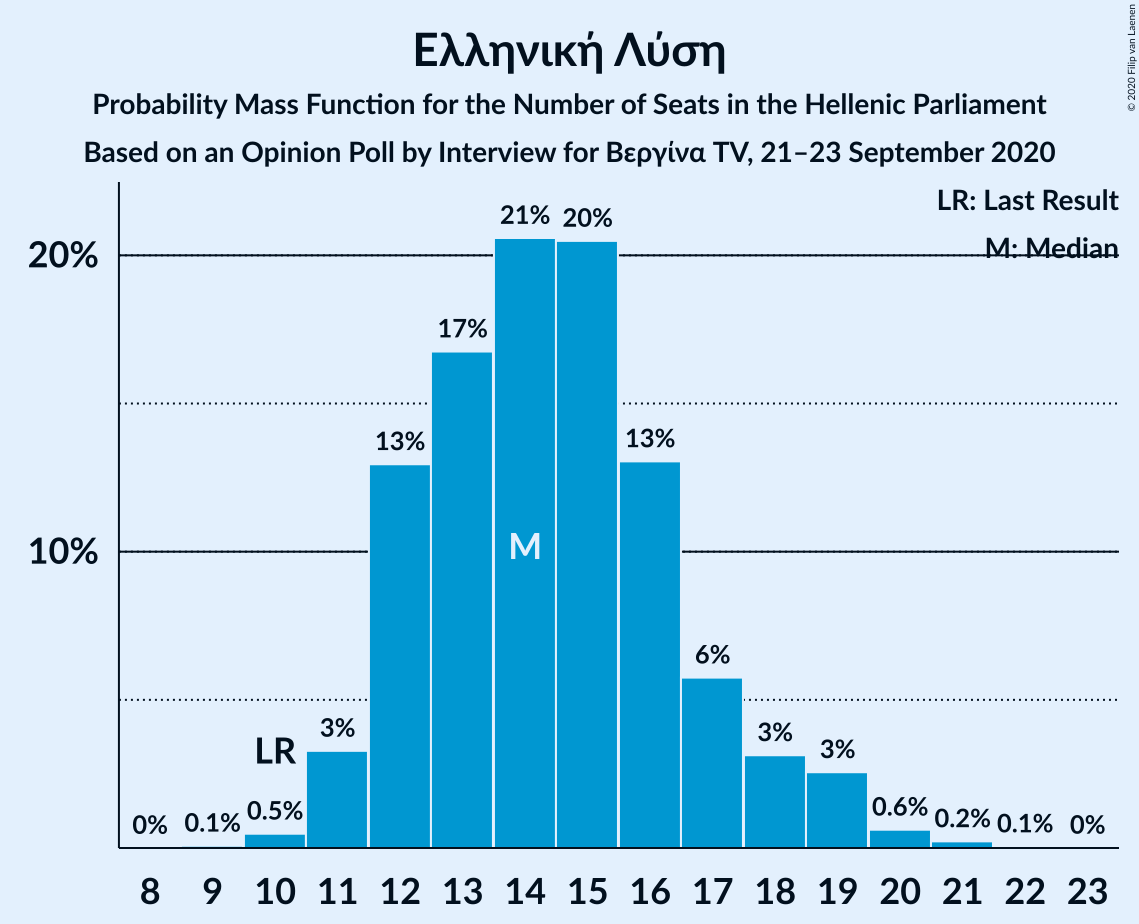 Ελληνική Λύση
Probability Mass Function for the Number of Seats in the Hellenic Parliament
Based on an Opinion Poll by Interview for Βεργίνα TV, 21–23 September 2020
© 2020 Filip van Laenen
LR: Last Result
M: Median
20%
10%
0%
0.1%
0.5%
3%
13%
17%
21%
20%
13%
6%
3%
3%
0.6%
0.2%
0.1%
0%
LR
M
8 9 10 11 12 13 14 15 16 17 18 19 20 21 22 23